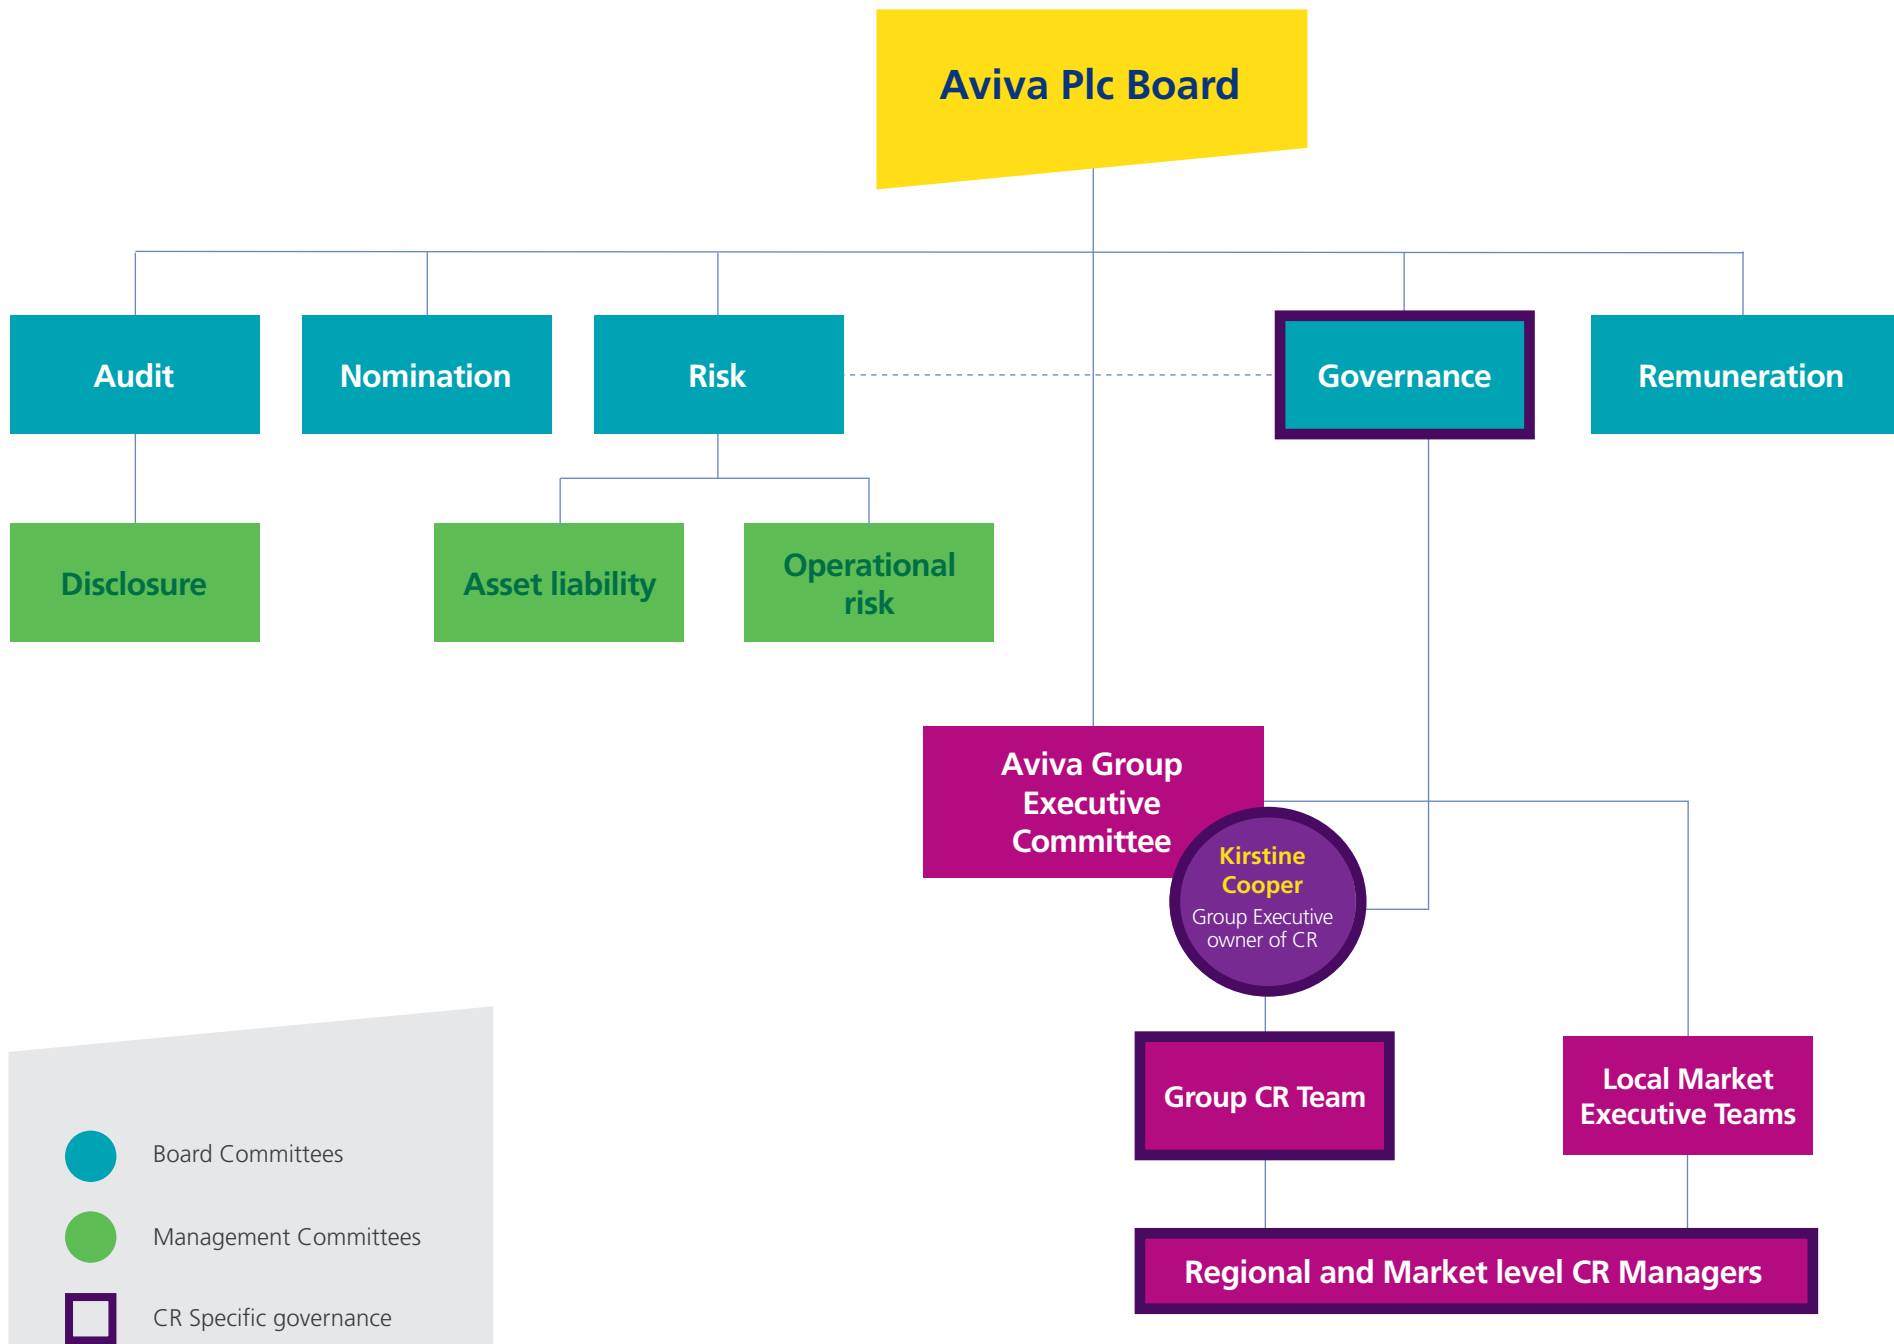 Aviva Plc Board
Audit
Nomination
Risk
Governance
Remuneration
Disclosure
Asset liability
Operational
risk
Aviva Group
Executive
Committee
Kirstine
Cooper
Group Executive
owner of CR
Group CR Team
Local Market
Executive Teams
Regional and Market level CR Managers
Board Committees
Management Committees
CR Specific governance